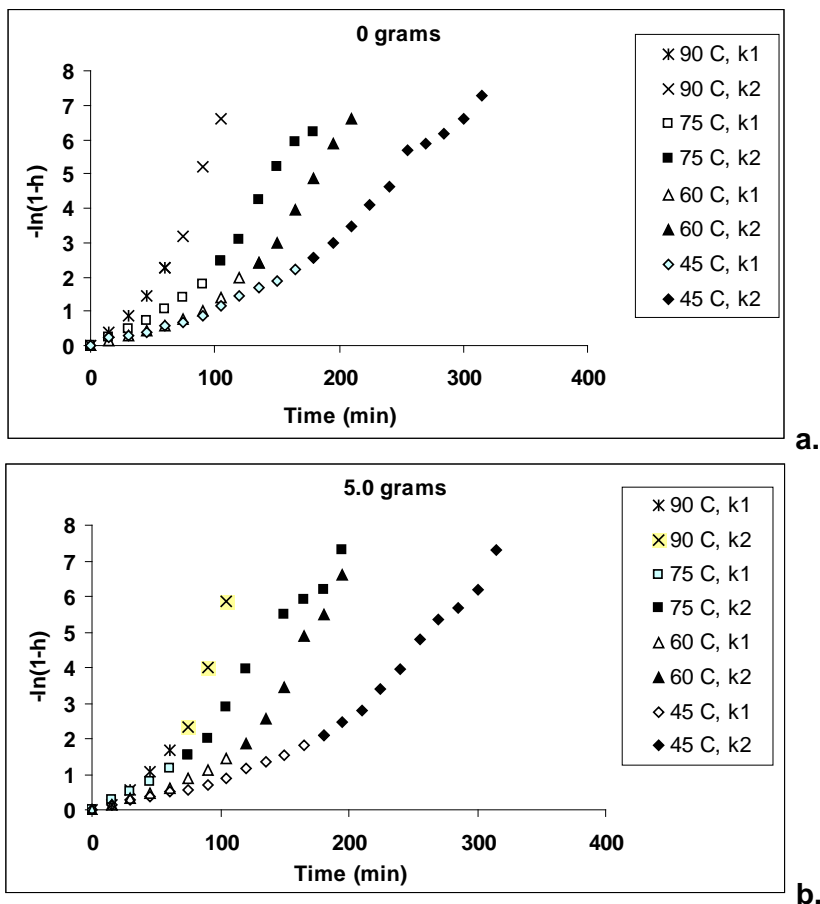 0 grams
8
7
6
5
4
3
2
1
0
-ln(1-h)
0 100 200 300 400
Time (min)
90 C, k1
90 C, k2
75 C, k1
75 C, k2
60 C, k1
60 C, k2
45 C, k1
45 C, k2
a.
5.0 grams
8
7
6
5
4
3
2
1
0
-ln(1-h)
0 100 200 300 400
Time (min)
90 C, k1
90 C, k2
75 C, k1
75 C, k2
60 C, k1
60 C, k2
45 C, k1
45 C, k2
b.